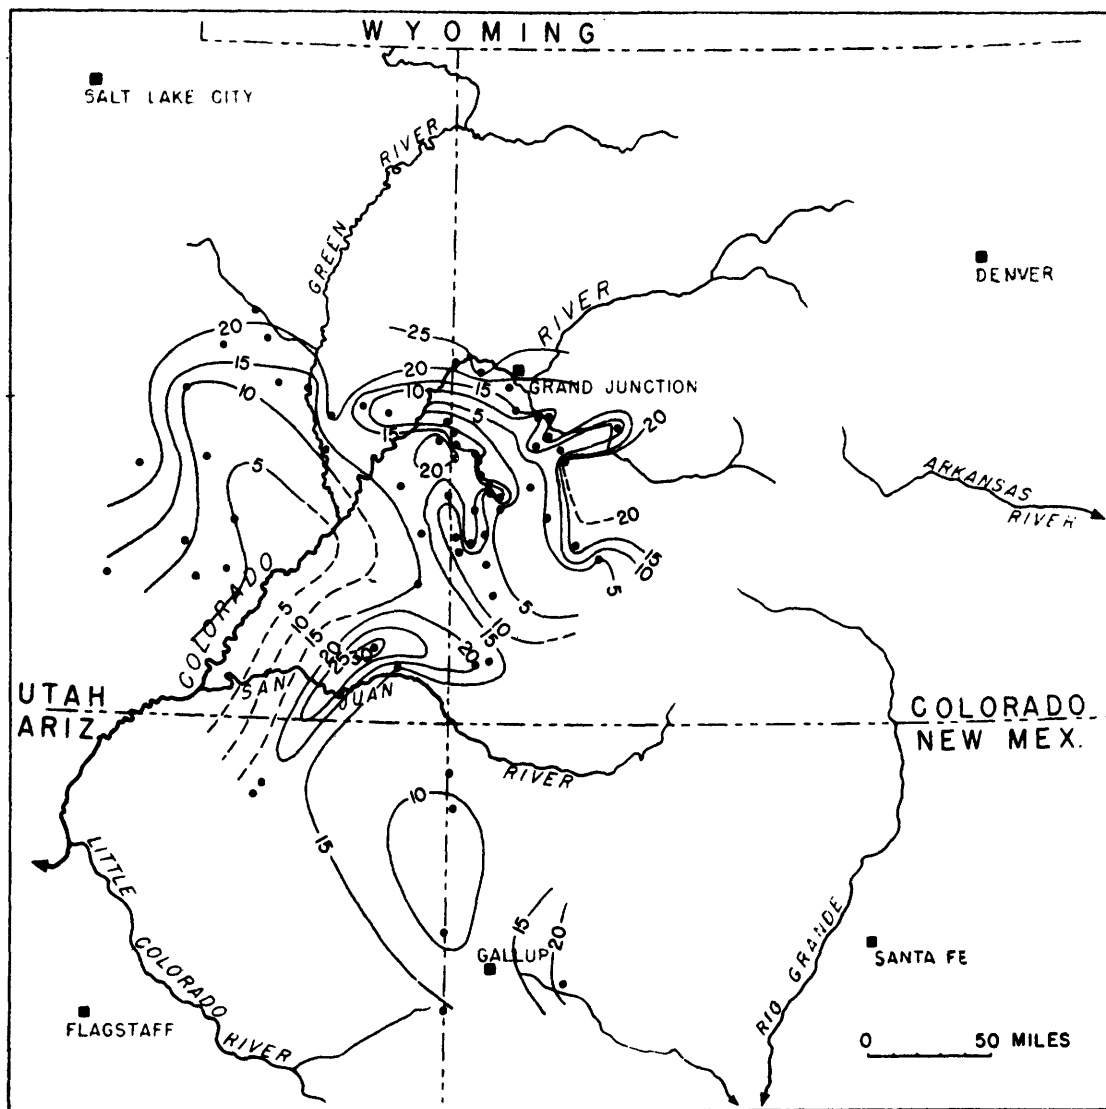 WYOMING
SALT LAKE CITY
GREEN RIVER
DENVER
RIVER
25
20
20
15
15
GRAND JUNCTION
10
10
5
20
15
5
20
ARKANSAS
RIVER
20
15
10
5
COLORADO
5
10
15
20
25
30
20
15
10
5
SAN JUAN
RIVER
UTAH
ARIZ.
COLORADO
NEW MEX.
10
15
LITTLE
COLORADO
RIVER
15
20
GALLUP
SANTA FE
RIO GRANDE
FLAGSTAFF
0 50 MILES